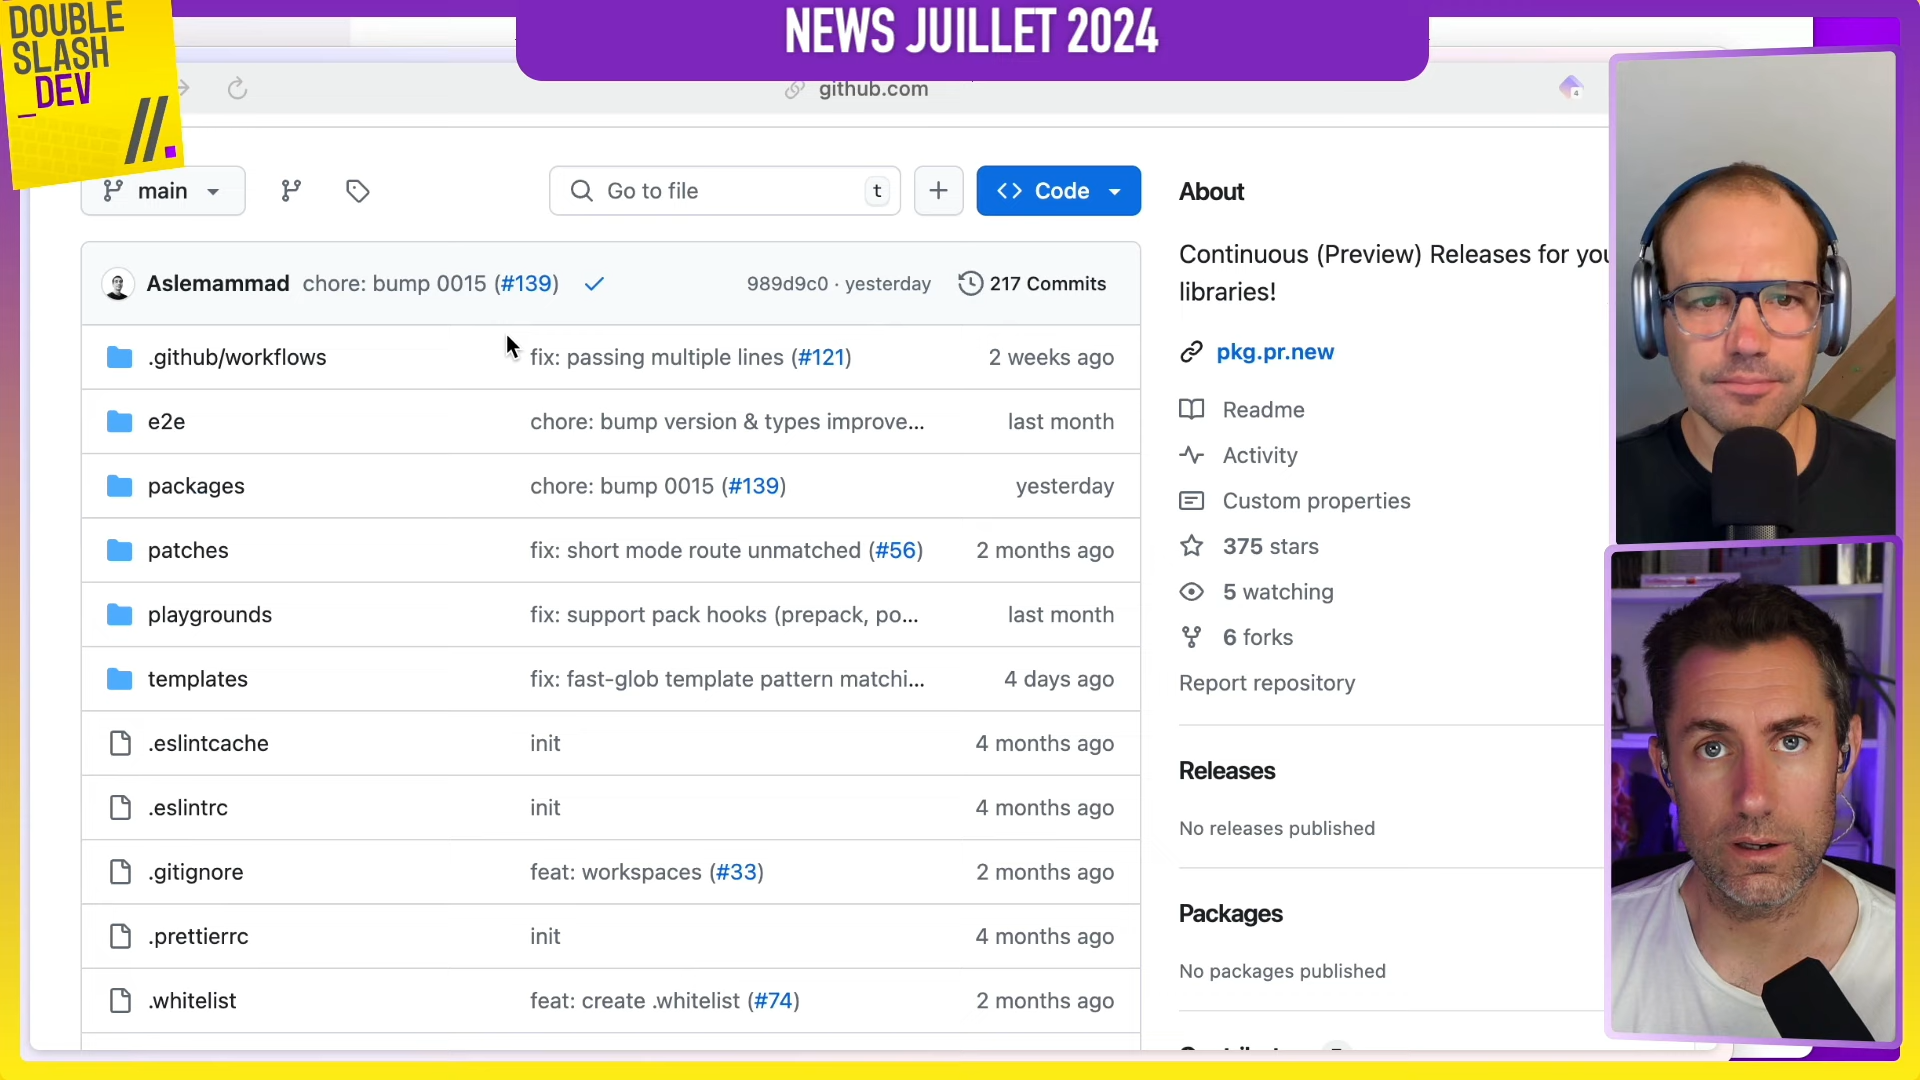 DOUBLE
SLASH
_DEV
//.
NEWS JUILLET 2024
github.com
4
main
Go to file
t
Code
Aslemammad chore: bump 0015 (#139)
989d9c0 · yesterday
217 Commits
.github/workflows fix: passing multiple lines (#121) 2 weeks ago
e2e chore: bump version & types improve... last month
packages chore: bump 0015 (#139) yesterday
patches fix: short mode route unmatched (#56) 2 months ago
playgrounds fix: support pack hooks (prepack, po... last month
templates fix: fast-glob template pattern matchi... 4 days ago
.eslintcache init 4 months ago
.eslintrc init 4 months ago
.gitignore feat: workspaces (#33) 2 months ago
.prettierrc init 4 months ago
.whitelist feat: create .whitelist (#74) 2 months ago
About
Continuous (Preview) Releases for you
libraries!
pkg.pr.new
Readme
Activity
Custom properties
375 stars
5 watching
6 forks
Report repository
Releases
No releases published
Packages
No packages published